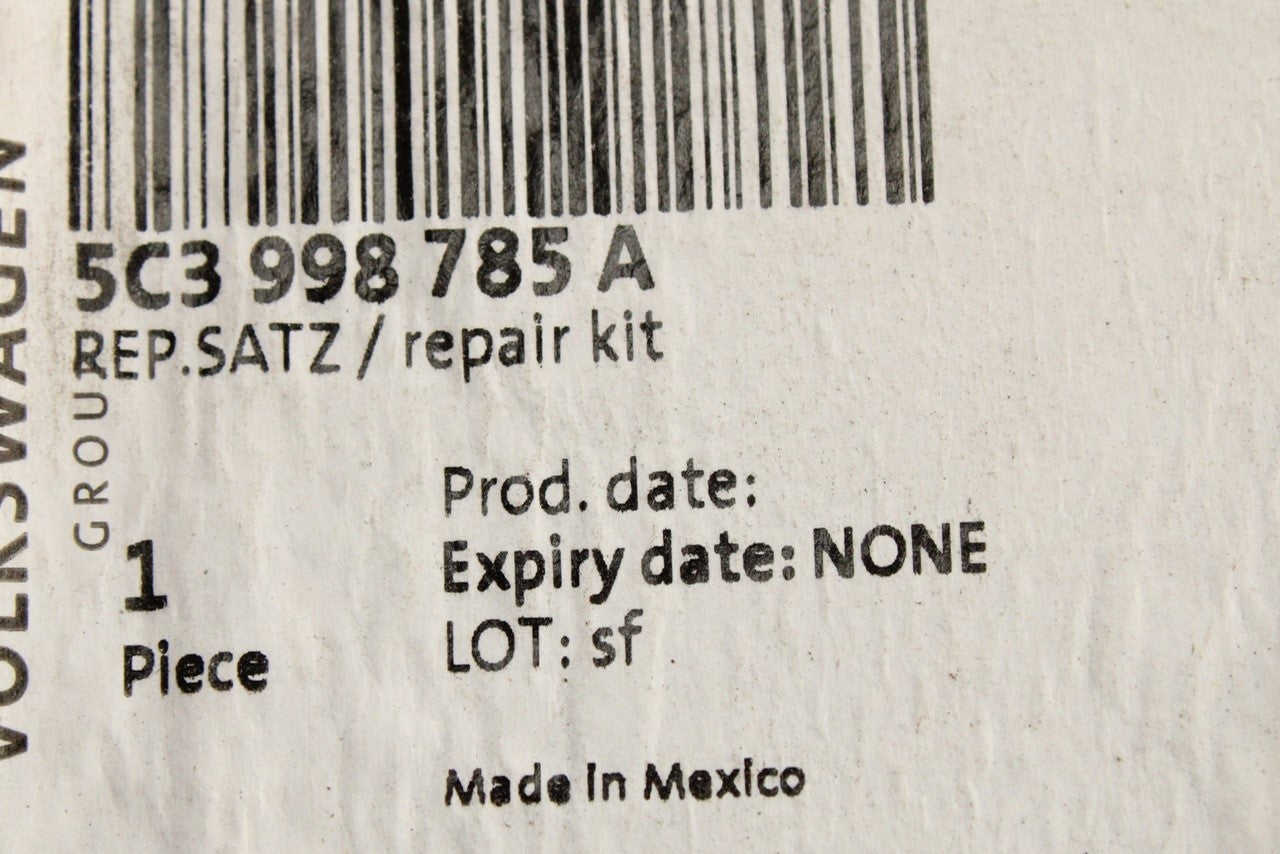 VOLKSWAGEN
GROUP
5C3 998 785 A
REP.SATZ / repair kit
1
Piece
Prod. date:
Expiry date: NONE
LOT: sf
Made in Mexico